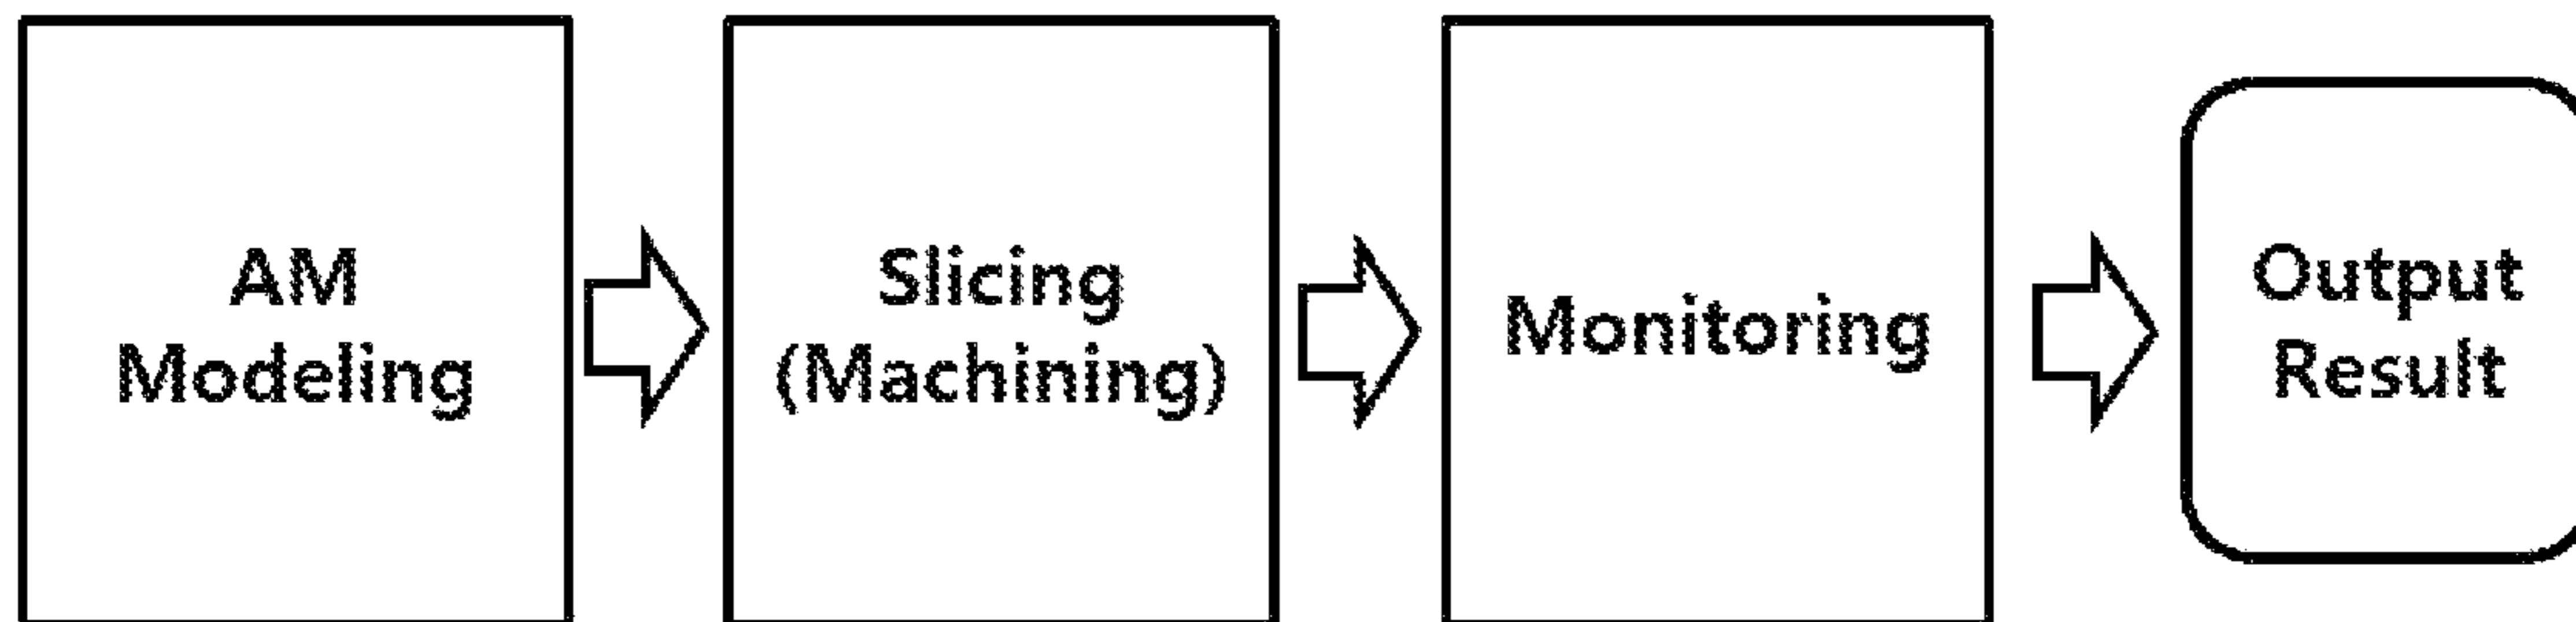 AM
Modeling
Slicing
(Machining)
Monitoring
Output
Result